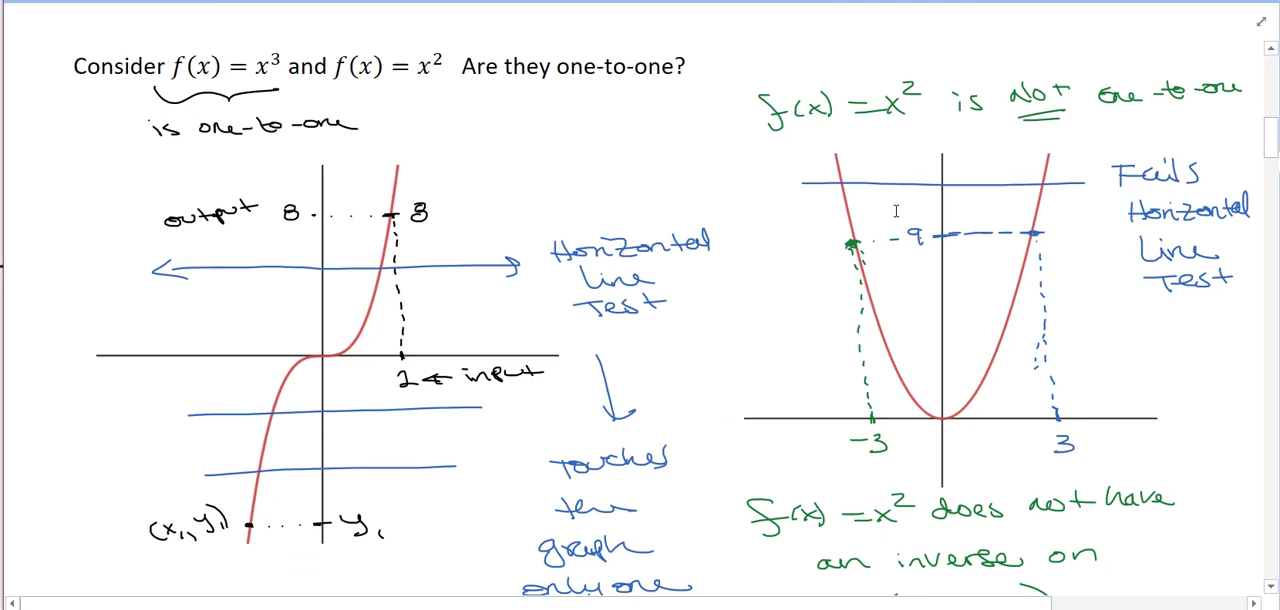 Consider f(x) = x³ and f(x) = x² Are they one-to-one?
is one-to-one
output 8 8
2 ← input
(x₁, y₁) y₁
Horizontal
Line
Test
touches
the
graph
only one
f(x) = x² is Not one-to-one
Fails
Horizontal
Line
Test
9
-3 3
f(x) = x² does not have
an inverse on